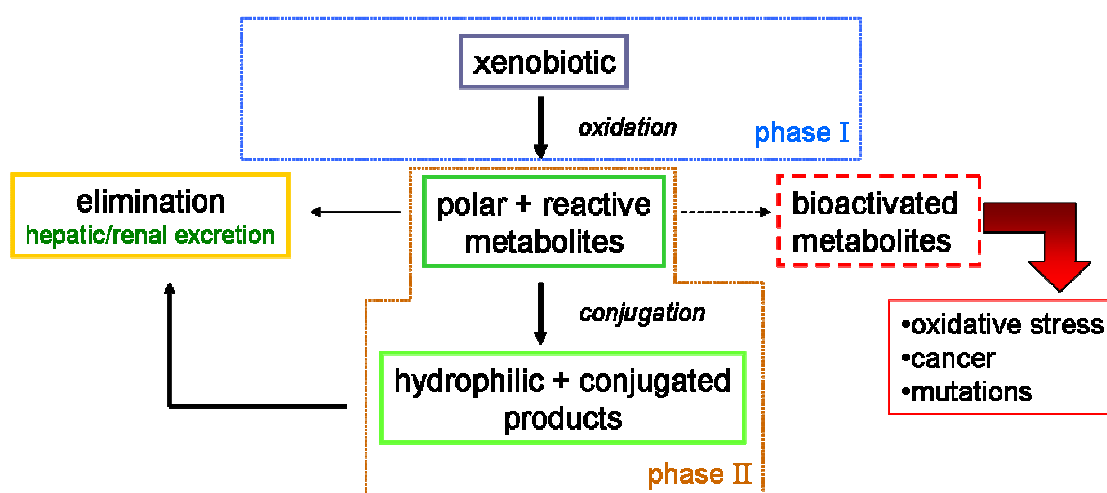 xenobiotic
oxidation
phase I
elimination
hepatic/renal excretion
polar + reactive
metabolites
bioactivated
metabolites
conjugation
•oxidative stress
•cancer
•mutations
hydrophilic + conjugated
products
phase II